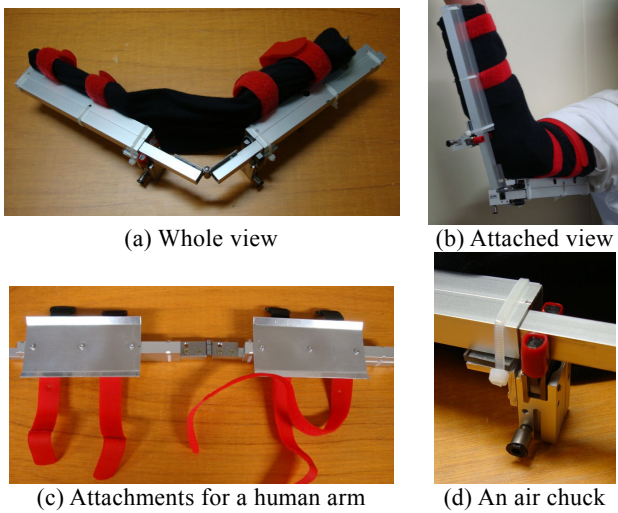 (a) Whole view
(b) Attached view
(c) Attachments for a human arm
(d) An air chuck